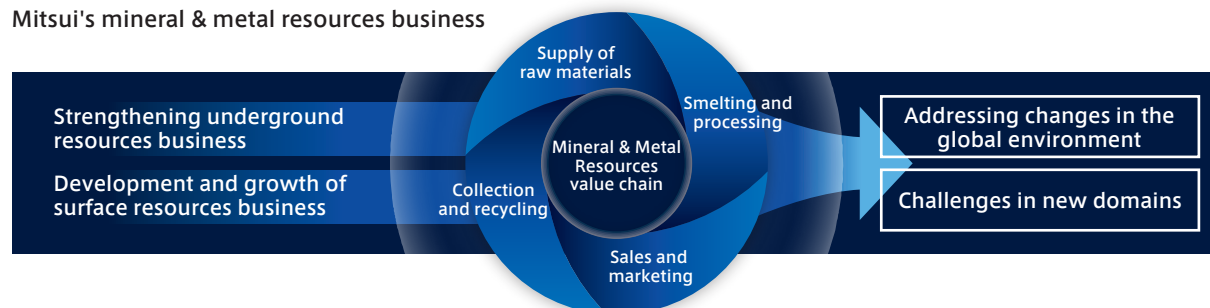 Mitsui's mineral & metal resources business
Strengthening underground
resources business
Development and growth of
surface resources business
Supply of
raw materials
Smelting and
processing
Mineral & Metal
Resources
value chain
Collection
and recycling
Sales and
marketing
Addressing changes in the
global environment
Challenges in new domains